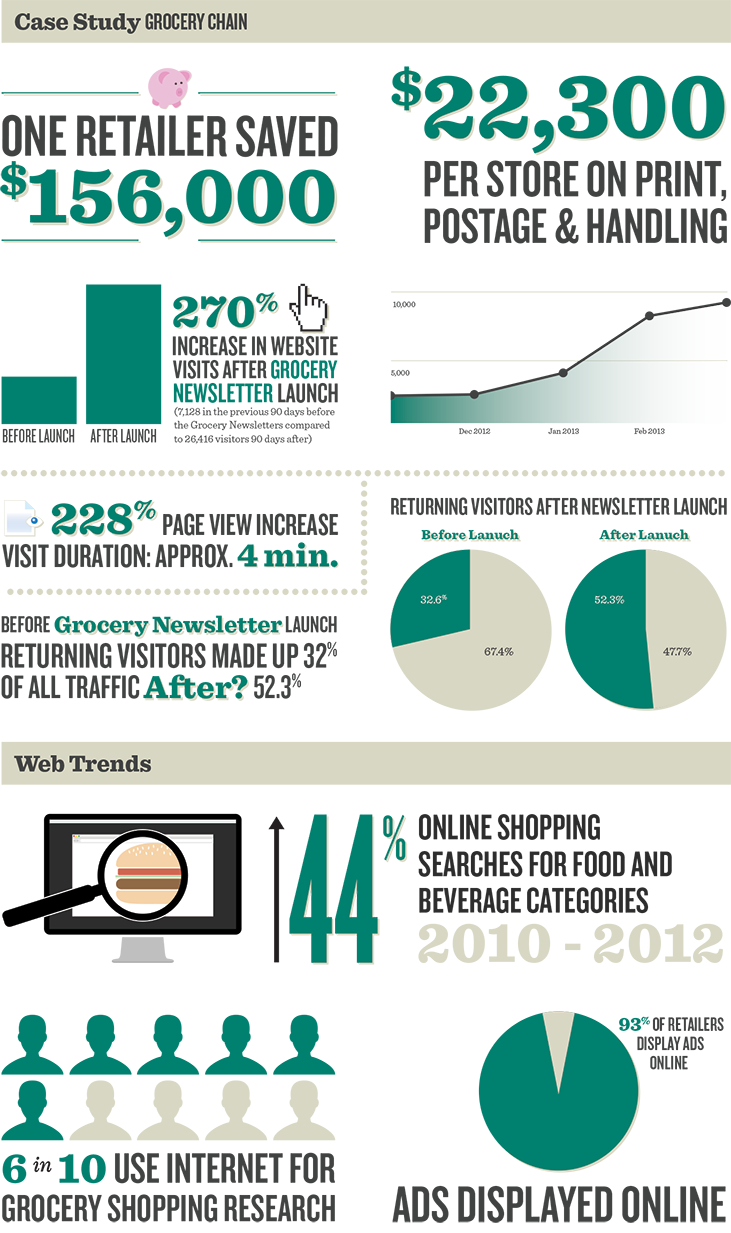 Case Study GROCERY CHAIN
ONE RETAILER SAVED
$156,000
$22,300
PER STORE ON PRINT,
POSTAGE & HANDLING
270%
INCREASE IN WEBSITE
VISITS AFTER GROCERY
NEWSLETTER LAUNCH
(7,128 in the previous 90 days before
the Grocery Newsletters compared
to 26,416 visitors 90 days after)
BEFORE LAUNCH
AFTER LAUNCH
10,000
5,000
Dec 2012
Jan 2013
Feb 2013
228% PAGE VIEW INCREASE
VISIT DURATION: APPROX. 4 min.
BEFORE Grocery Newsletter LAUNCH
RETURNING VISITORS MADE UP 32%
OF ALL TRAFFIC After? 52.3%
RETURNING VISITORS AFTER NEWSLETTER LAUNCH
Before Lanuch
After Lanuch
32.6%
67.4%
52.3%
47.7%
Web Trends
44%
ONLINE SHOPPING
SEARCHES FOR FOOD AND
BEVERAGE CATEGORIES
2010 - 2012
6 in 10 USE INTERNET FOR
GROCERY SHOPPING RESEARCH
93% OF RETAILERS
DISPLAY ADS
ONLINE
ADS DISPLAYED ONLINE